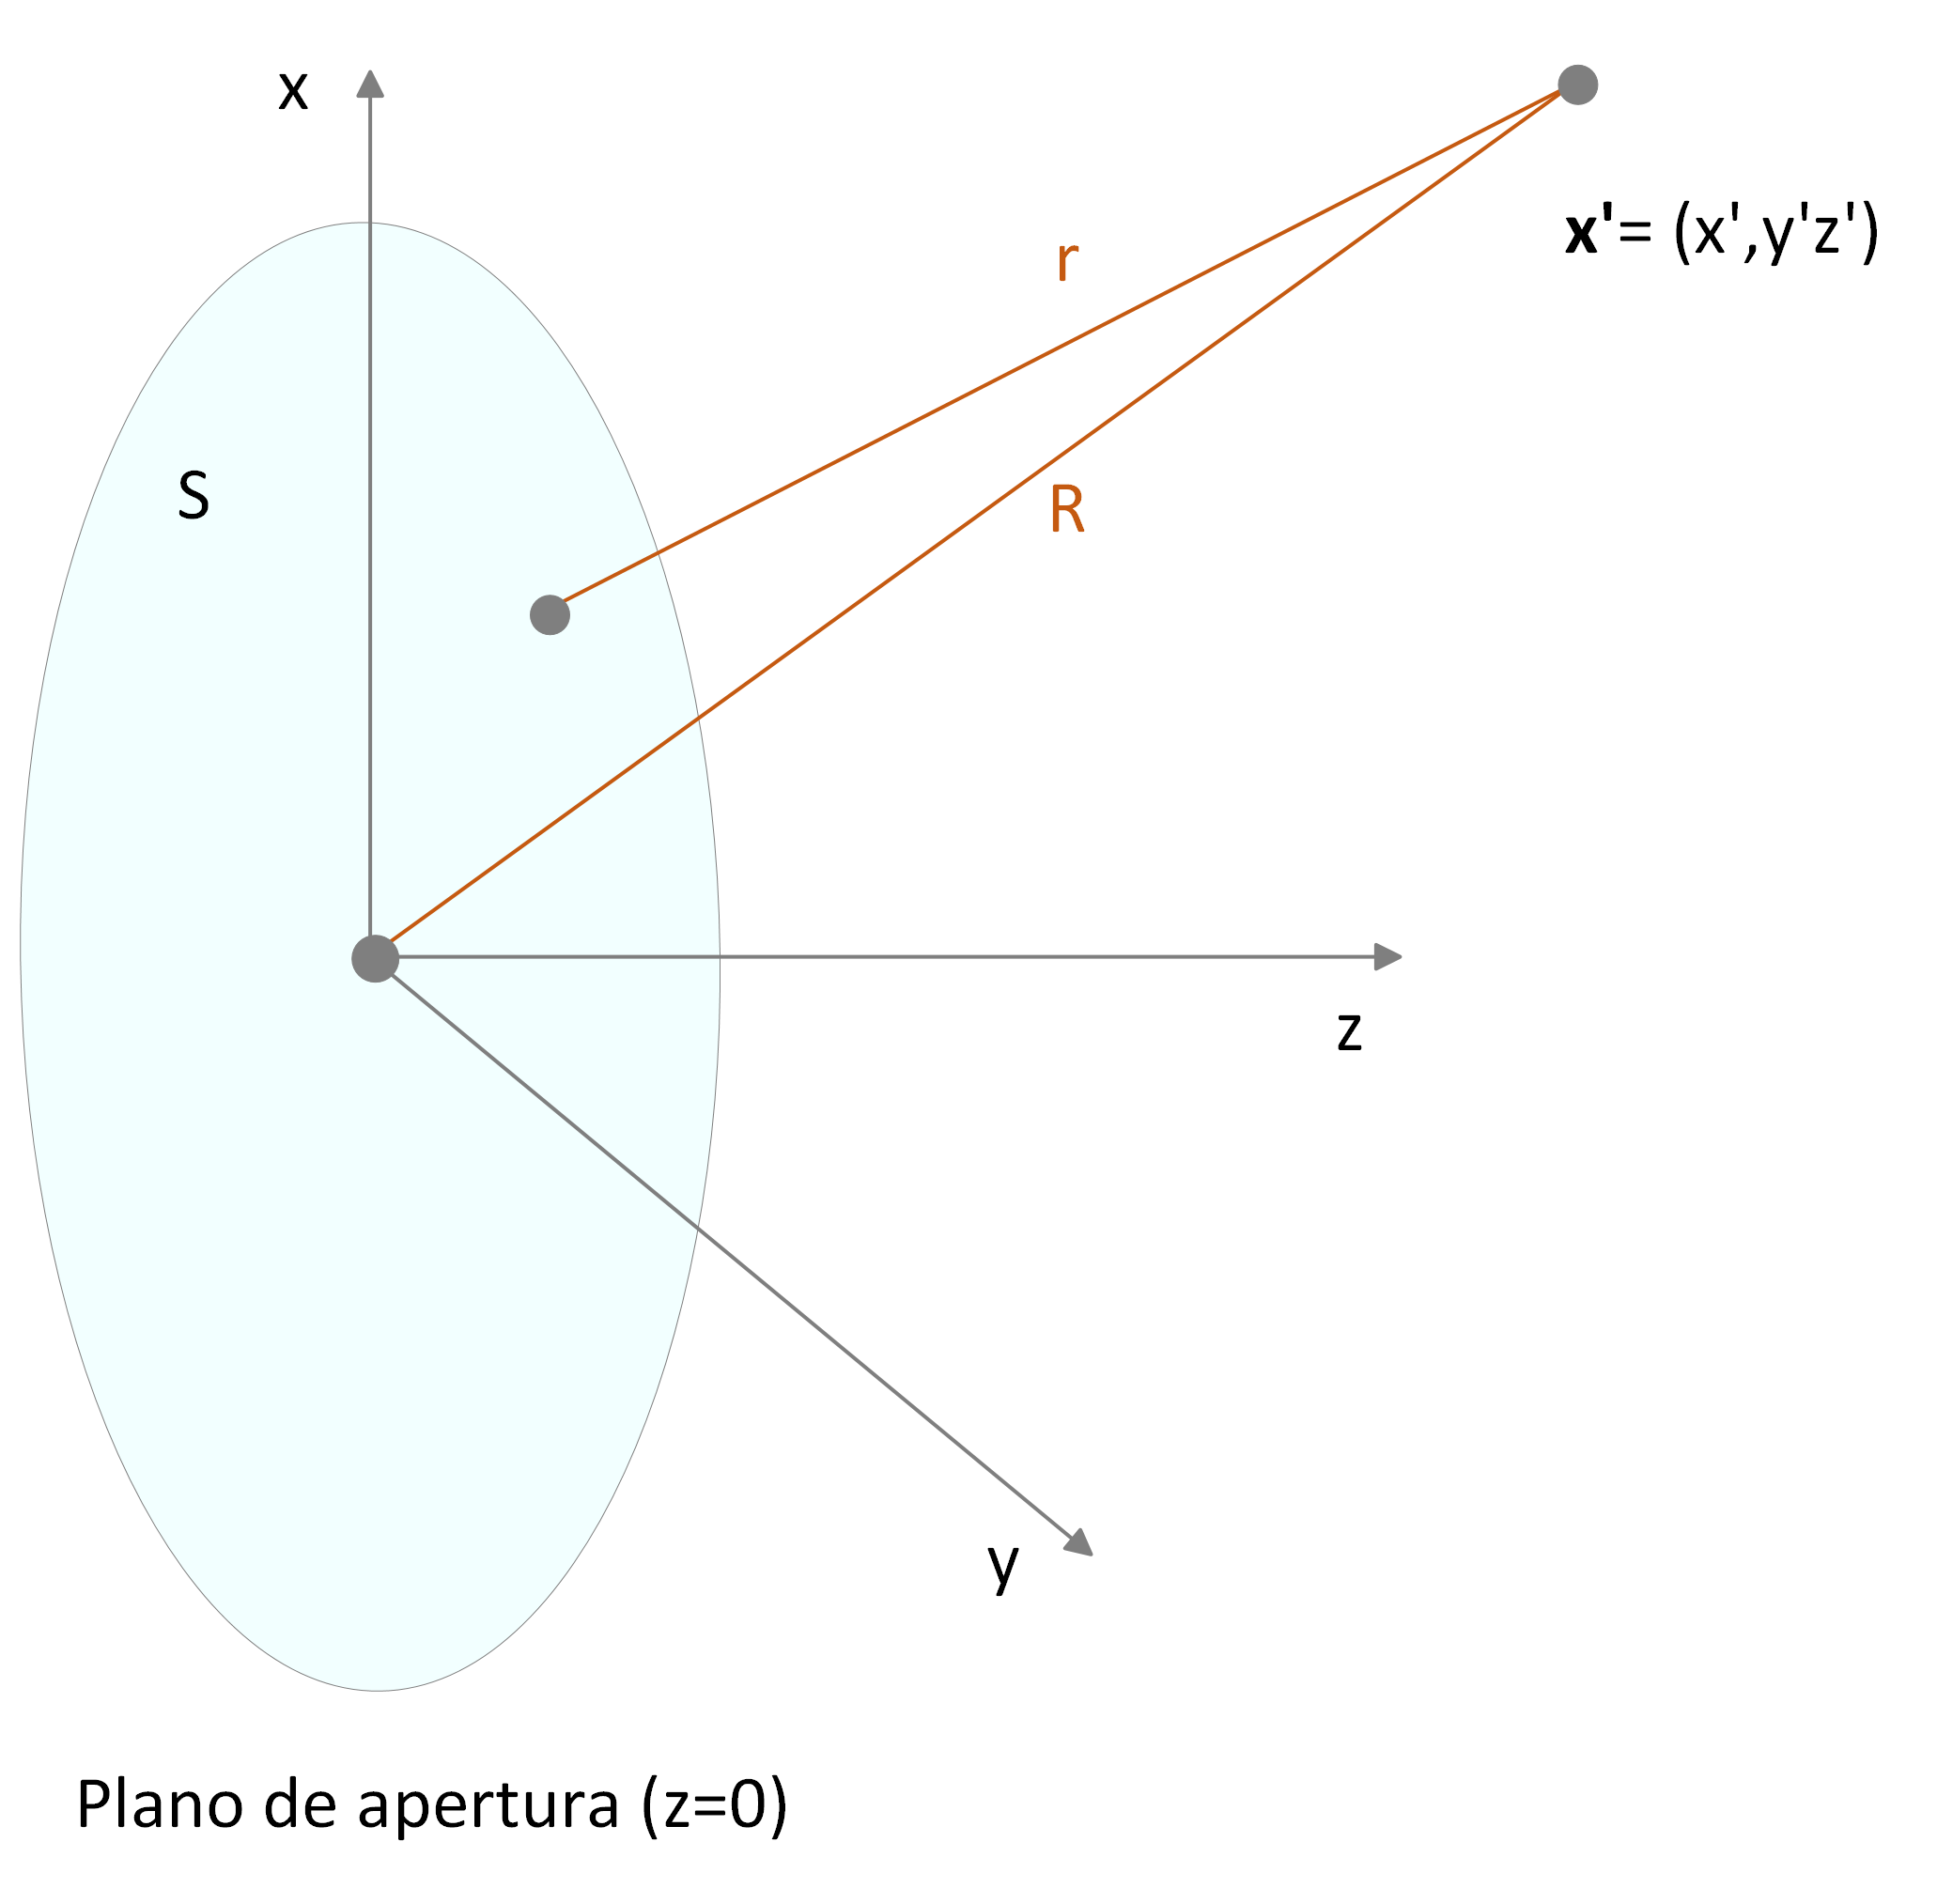 x
r
x'= (x',y'z')
S
R
z
y
Plano de apertura (z=0)